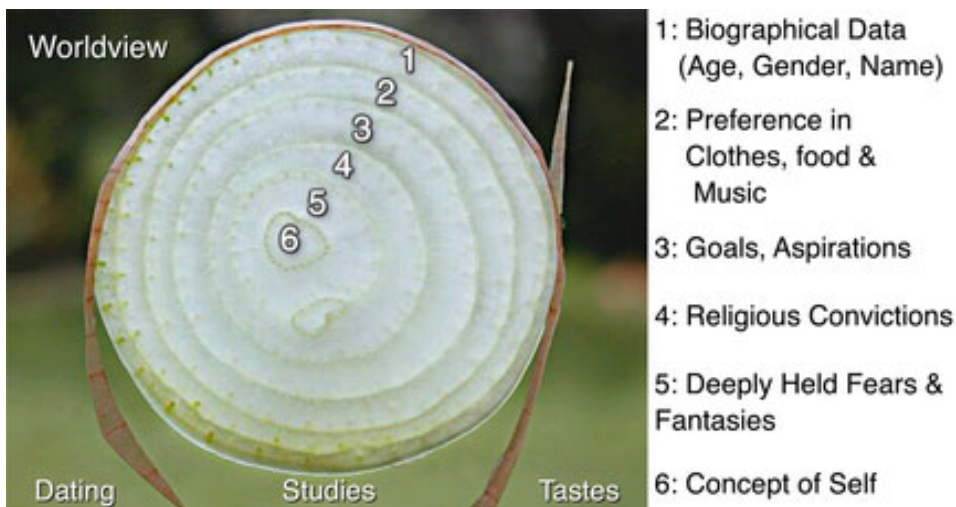 Worldview
1
2
3
4
5
6
Dating
Studies
Tastes
1: Biographical Data
(Age, Gender, Name)
2: Preference in
Clothes, food &
Music
3: Goals, Aspirations
4: Religious Convictions
5: Deeply Held Fears &
Fantasies
6: Concept of Self